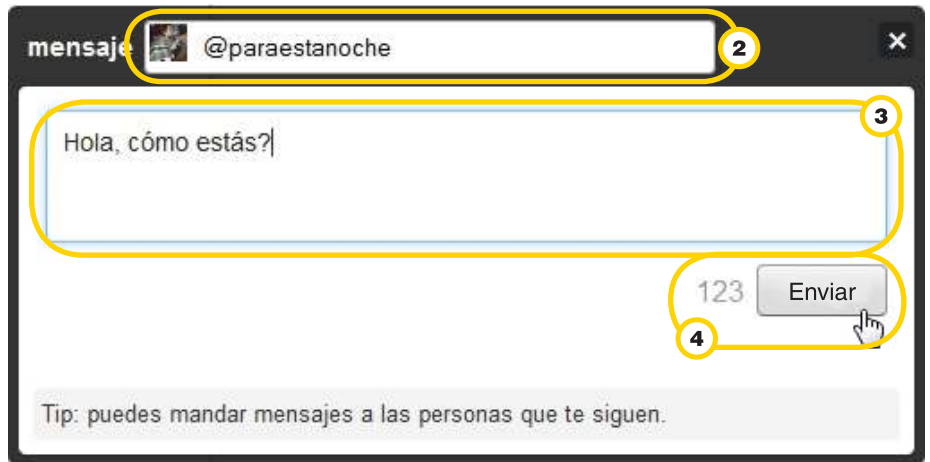 mensaje @paraestanoche 2 ×
3
Hola, cómo estás?
123 Enviar
4
Tip: puedes mandar mensajes a las personas que te siguen.